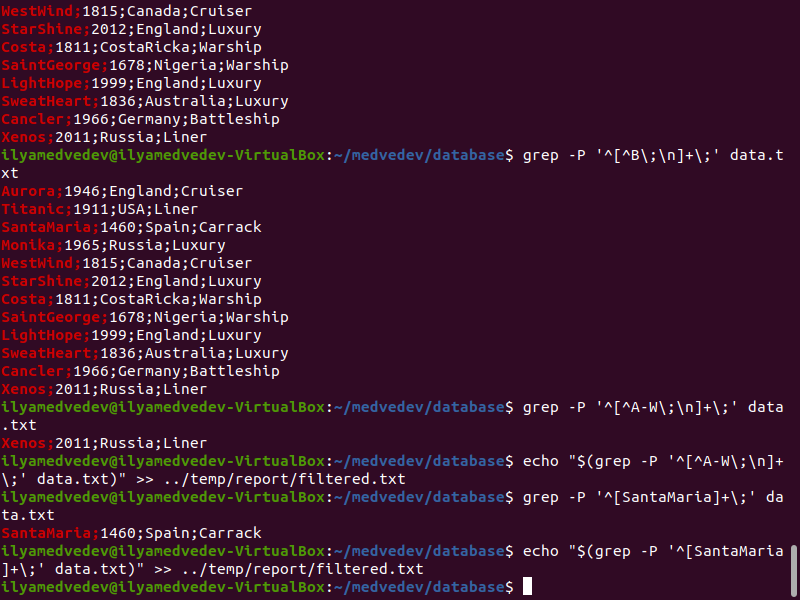 WestWind;1815;Canada;Cruiser
StarShine;2012;England;Luxury
Costa;1811;CostaRicka;Warship
SaintGeorge;1678;Nigeria;Warship
LightHope;1999;England;Luxury
SweatHeart;1836;Australia;Luxury
Cancler;1966;Germany;Battleship
Xenos;2011;Russia;Liner
ilyamedvedev@ilyamedvedev-VirtualBox:~/medvedev/database$ grep -P '^[^B\;\n]+\;' data.t
xt
Aurora;1946;England;Cruiser
Titanic;1911;USA;Liner
SantaMaria;1460;Spain;Carrack
Monika;1965;Russia;Luxury
WestWind;1815;Canada;Cruiser
StarShine;2012;England;Luxury
Costa;1811;CostaRicka;Warship
SaintGeorge;1678;Nigeria;Warship
LightHope;1999;England;Luxury
SweatHeart;1836;Australia;Luxury
Cancler;1966;Germany;Battleship
Xenos;2011;Russia;Liner
ilyamedvedev@ilyamedvedev-VirtualBox:~/medvedev/database$ grep -P '^[^A-W\;\n]+\;' data
.txt
Xenos;2011;Russia;Liner
ilyamedvedev@ilyamedvedev-VirtualBox:~/medvedev/database$ echo "$(grep -P '^[^A-W\;\n]+
\;' data.txt)" >> ../temp/report/filtered.txt
ilyamedvedev@ilyamedvedev-VirtualBox:~/medvedev/database$ grep -P '^[SantaMaria]+\;' da
ta.txt
SantaMaria;1460;Spain;Carrack
ilyamedvedev@ilyamedvedev-VirtualBox:~/medvedev/database$ echo "$(grep -P '^[SantaMaria
]+\;' data.txt)" >> ../temp/report/filtered.txt
ilyamedvedev@ilyamedvedev-VirtualBox:~/medvedev/database$